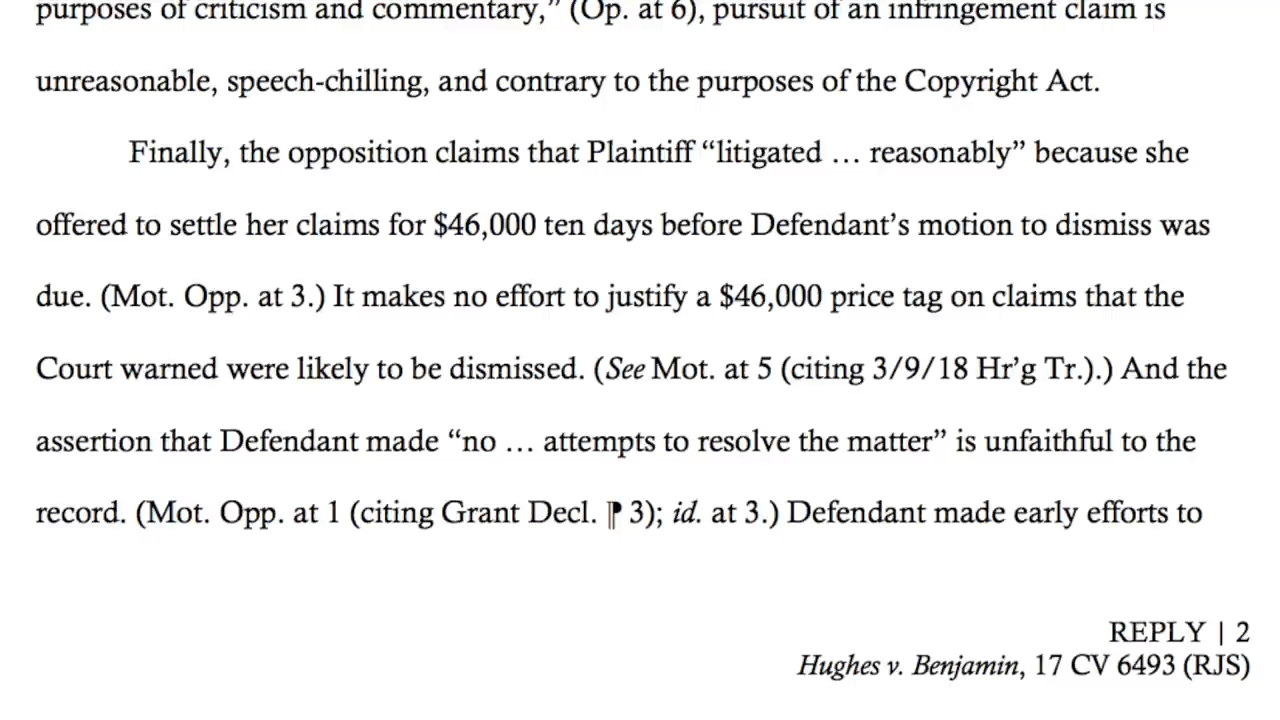 purposes of criticism and commentary,” (Op. at 6), pursuit of an infringement claim is
unreasonable, speech-chilling, and contrary to the purposes of the Copyright Act.
Finally, the opposition claims that Plaintiff “litigated … reasonably” because she
offered to settle her claims for $46,000 ten days before Defendant’s motion to dismiss was
due. (Mot. Opp. at 3.) It makes no effort to justify a $46,000 price tag on claims that the
Court warned were likely to be dismissed. (See Mot. at 5 (citing 3/9/18 Hr’g Tr.).) And the
assertion that Defendant made “no … attempts to resolve the matter” is unfaithful to the
record. (Mot. Opp. at 1 (citing Grant Decl. ¶ 3); id. at 3.) Defendant made early efforts to
REPLY | 2
Hughes v. Benjamin, 17 CV 6493 (RJS)